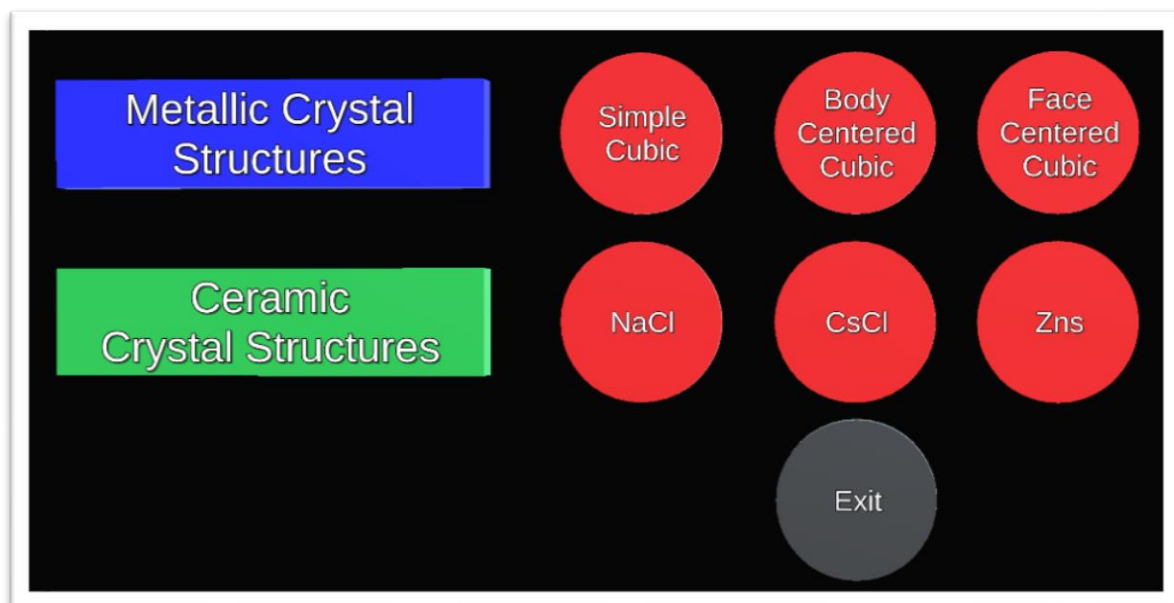 Metallic Crystal
Structures
Simple
Cubic
Body
Centered
Cubic
Face
Centered
Cubic
Ceramic
Crystal Structures
NaCl
CsCl
Zns
Exit